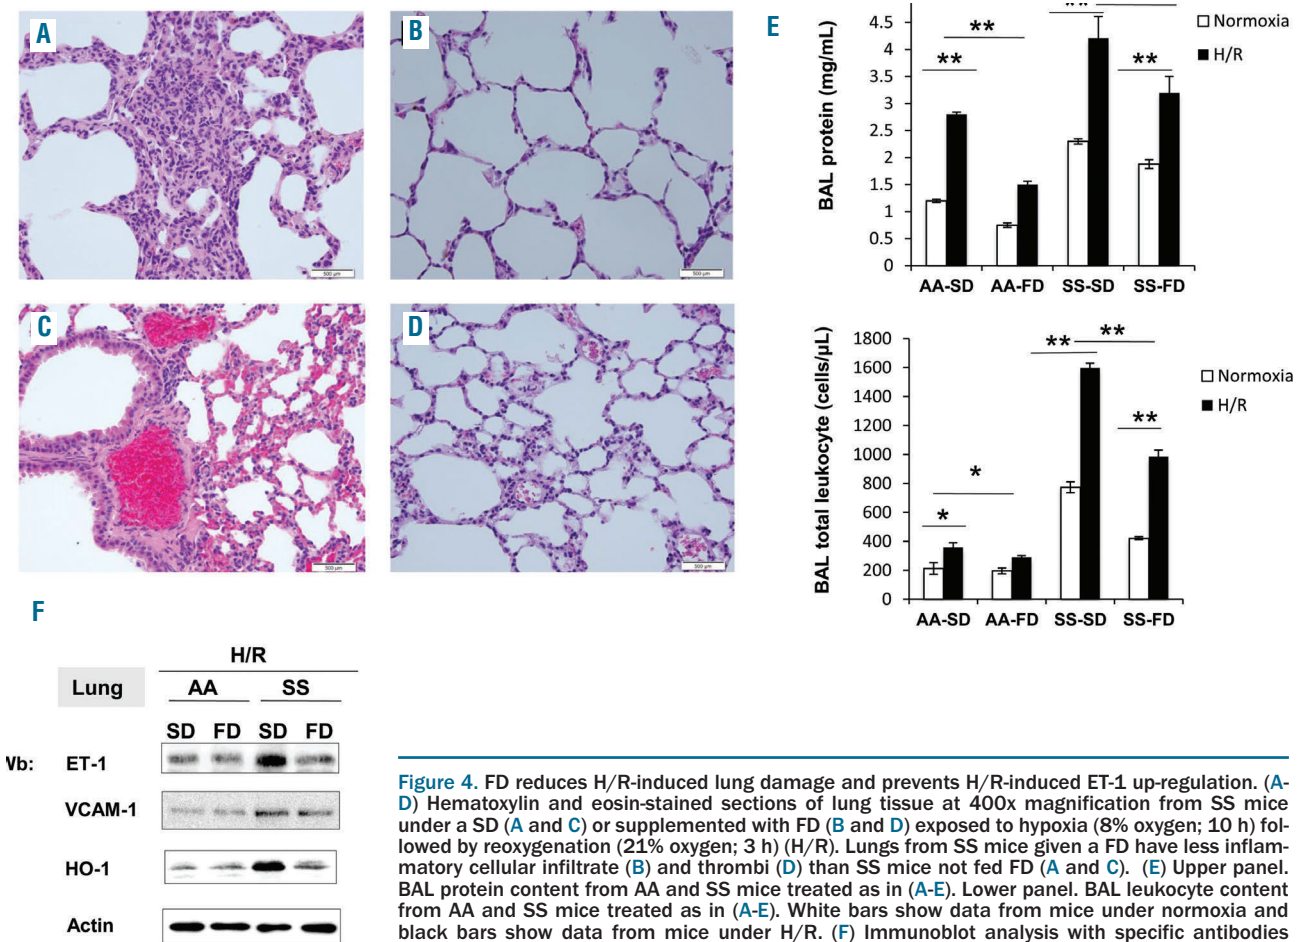 A
B
500 µm
500 µm
C
D
500 µm
500 µm
E
BAL protein (mg/mL)
4.5
4
3.5
3
2.5
2
1.5
1
0.5
0
** ** ** **
AA-SD AA-FD SS-SD SS-FD
Normoxia
H/R
BAL total leukocyte (cells/µL)
1800
1600
1400
1200
1000
800
600
400
200
0
* * ** ** **
AA-SD AA-FD SS-SD SS-FD
Normoxia
H/R
F
H/R
Lung AA SS
SD FD SD FD
Wb: ET-1
VCAM-1
HO-1
Actin
Figure 4. FD reduces H/R-induced lung damage and prevents H/R-induced ET-1 up-regulation. (A-
D) Hematoxylin and eosin-stained sections of lung tissue at 400x magnification from SS mice
under a SD (A and C) or supplemented with FD (B and D) exposed to hypoxia (8% oxygen; 10 h) fol-
lowed by reoxygenation (21% oxygen; 3 h) (H/R). Lungs from SS mice given a FD have less inflam-
matory cellular infiltrate (B) and thrombi (D) than SS mice not fed FD (A and C). (E) Upper panel.
BAL protein content from AA and SS mice treated as in (A-E). Lower panel. BAL leukocyte content
from AA and SS mice treated as in (A-E). White bars show data from mice under normoxia and
black bars show data from mice under H/R. (F) Immunoblot analysis with specific antibodies